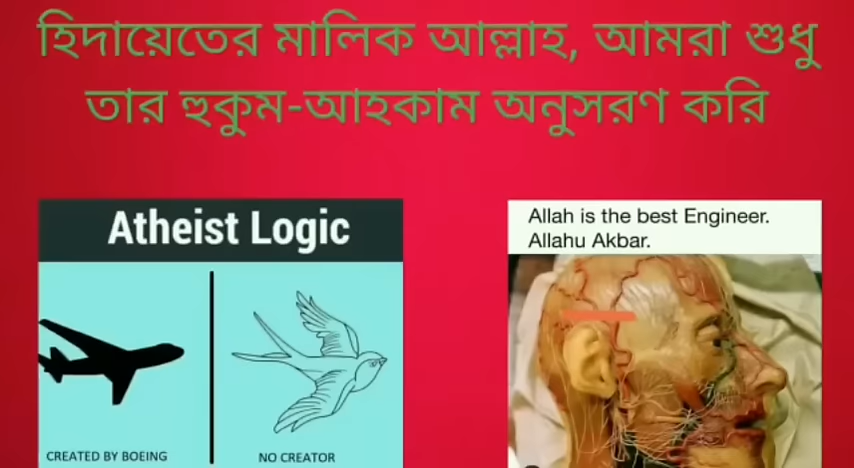 হিদায়েতের মালিক আল্লাহ, আমরা শুধু
তার হুকুম-আহকাম অনুসরণ করি
Atheist Logic
CREATED BY BOEING
NO CREATOR
Allah is the best Engineer.
Allahu Akbar.